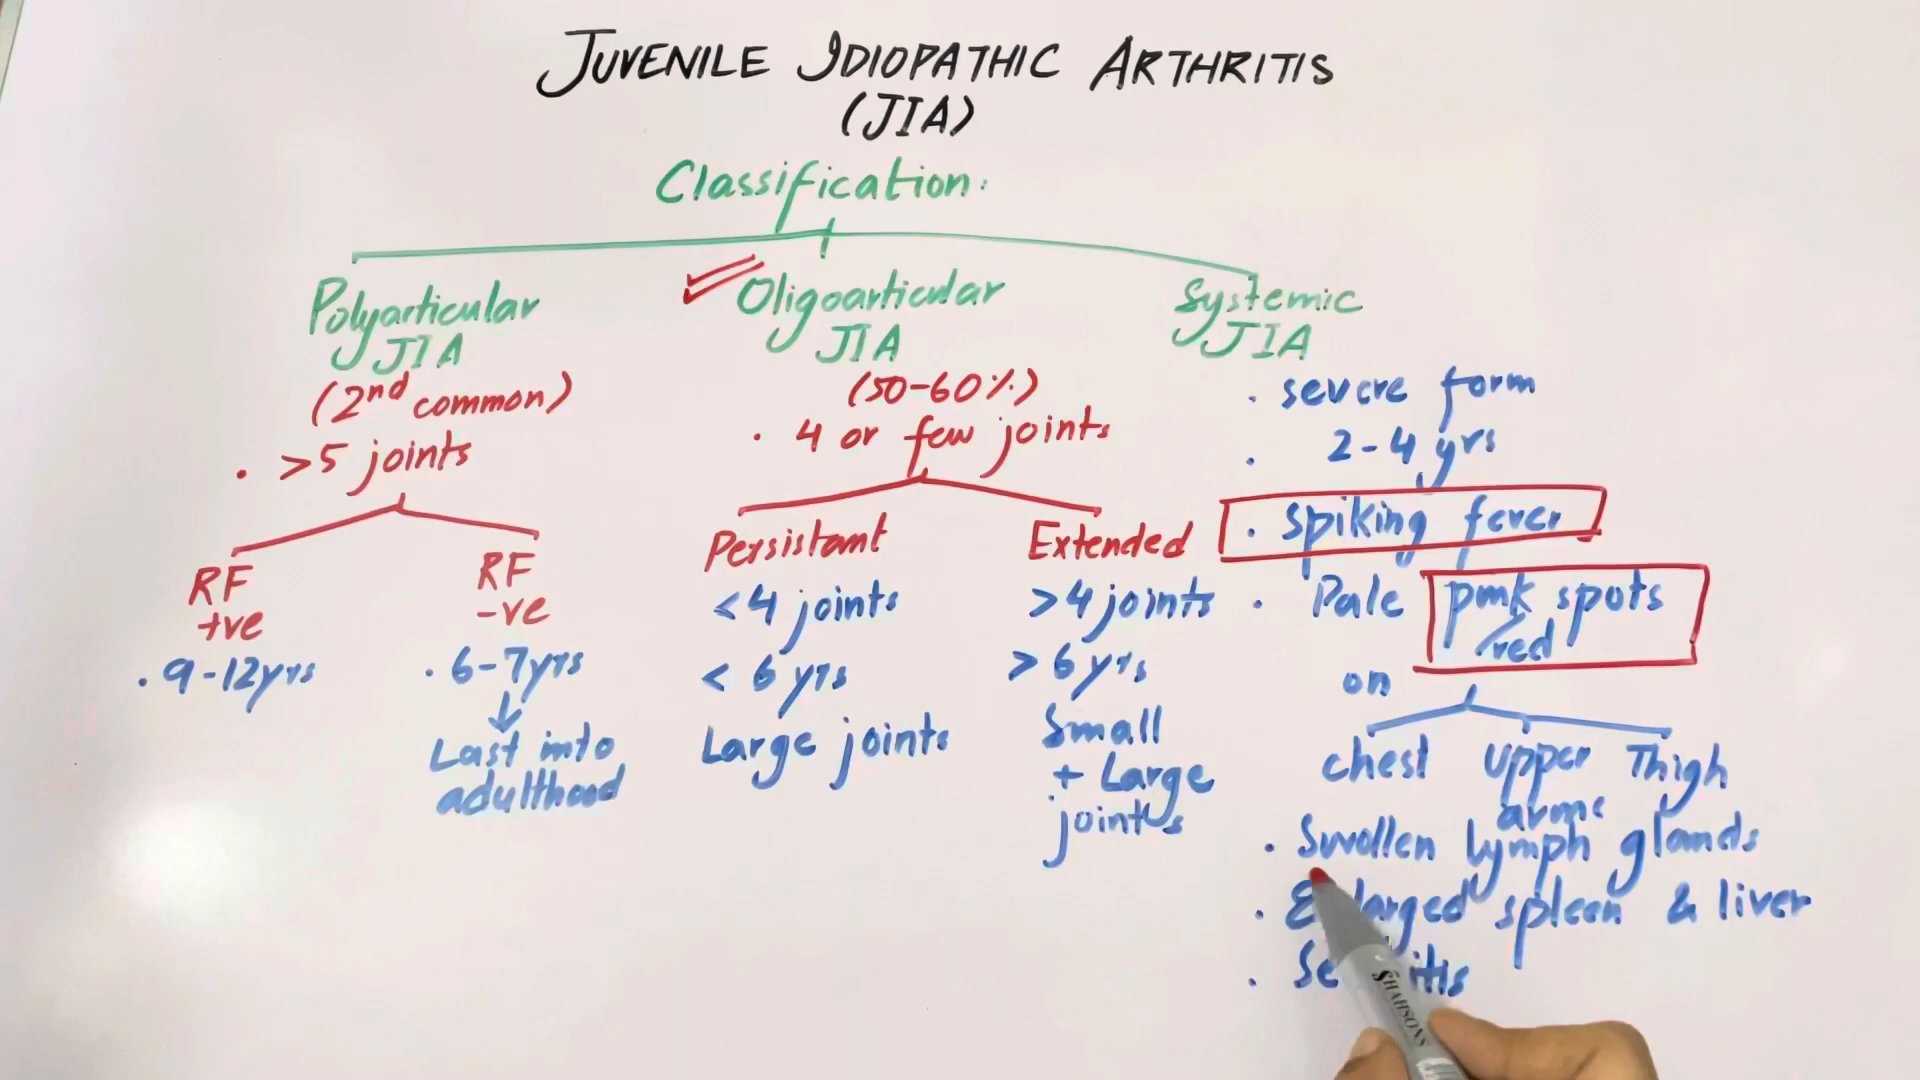 JUVENILE IDIOPATHIC ARTHRITIS
(JIA)
Classification:
Polyarticular
JIA
(2nd common)
. >5 joints
RF
+ve
. 9-12yrs
RF
-ve
. 6-7yrs
Last into
adulthood
Oligoarticular
JIA
(50-60%)
. 4 or few joints
Persistant
<4 joints
< 6 yrs
Large joints
Extended
>4 joints
> 6 yrs
Small
+ Large
joints
Systemic
JIA
. severe form
. 2-4 yrs
. spiking fever
. Pale pink spots
/red
on
chest
upper
arms
Thigh
. Swollen lymph glands
. Enlarged spleen & liver
.
SHAHSONS